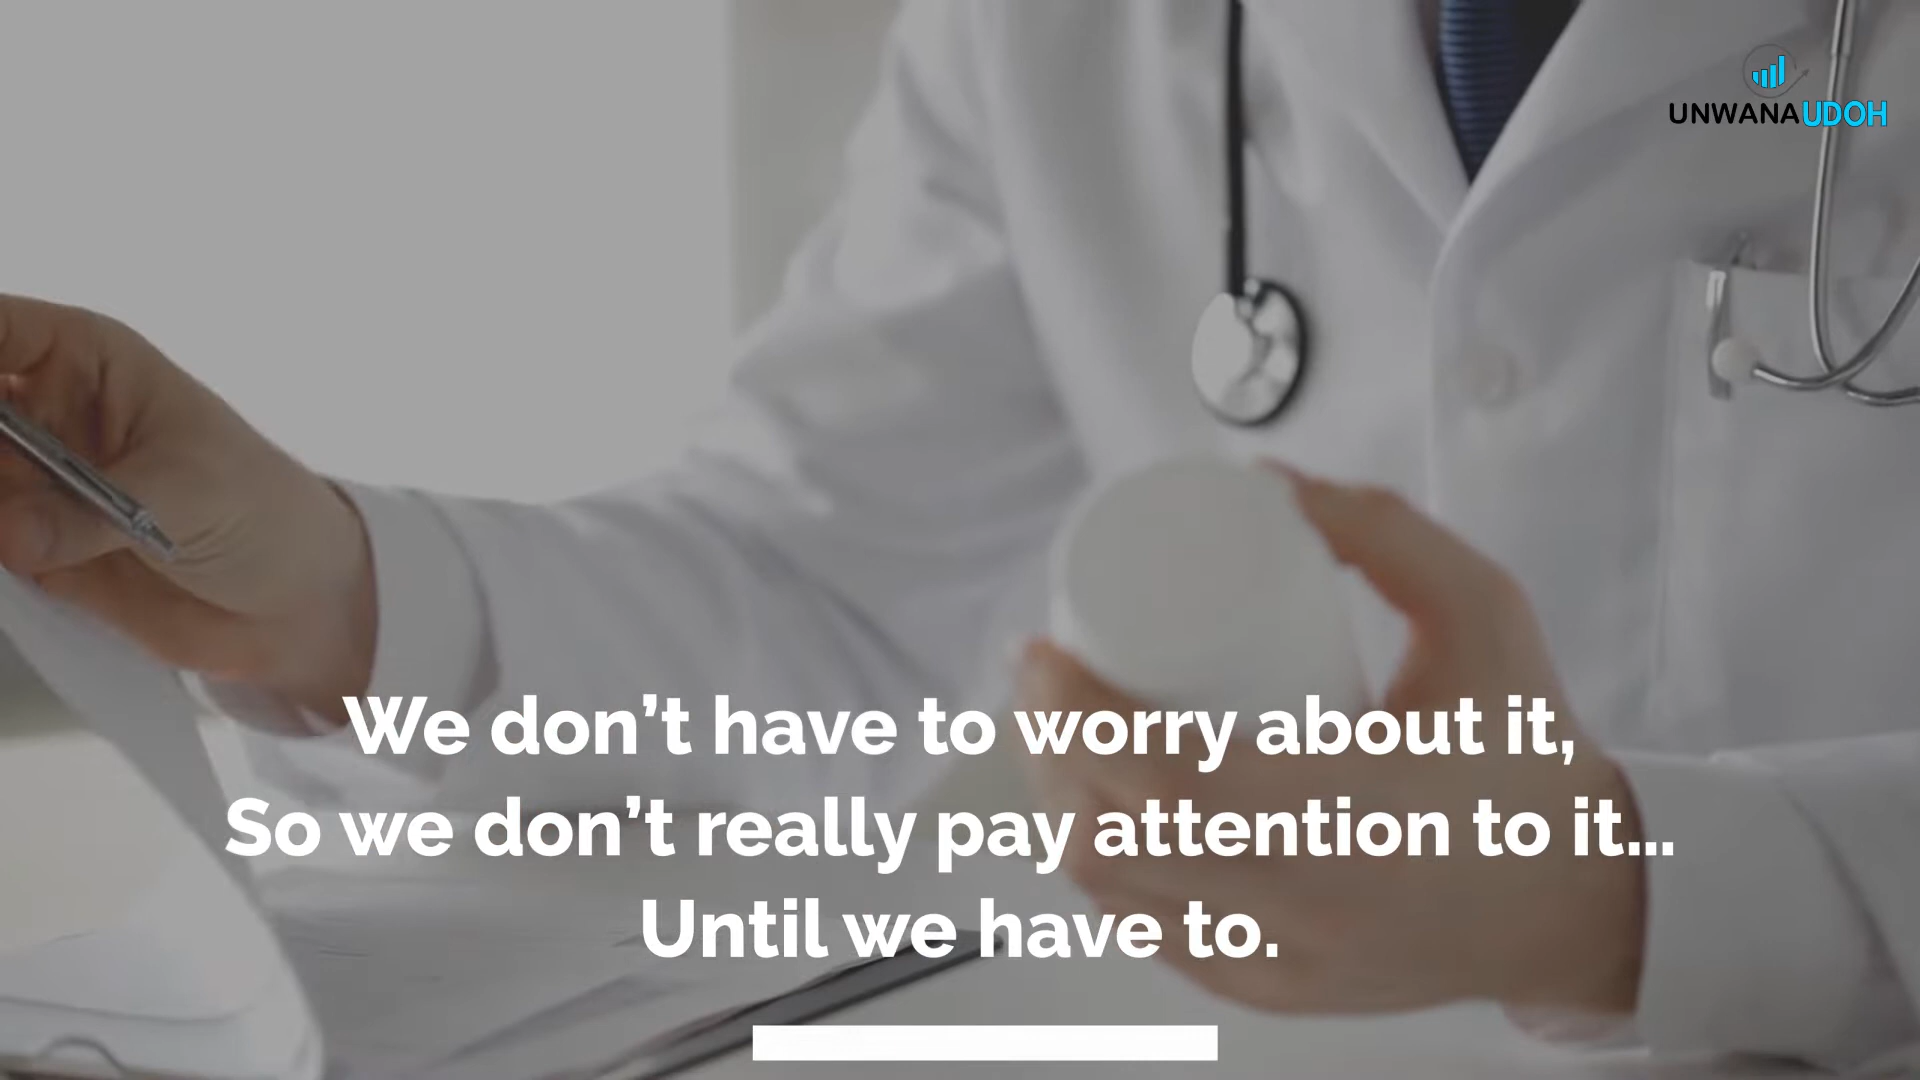 UNWANAUDOH
We don’t have to worry about it,
So we don’t really pay attention to it...
Until we have to.